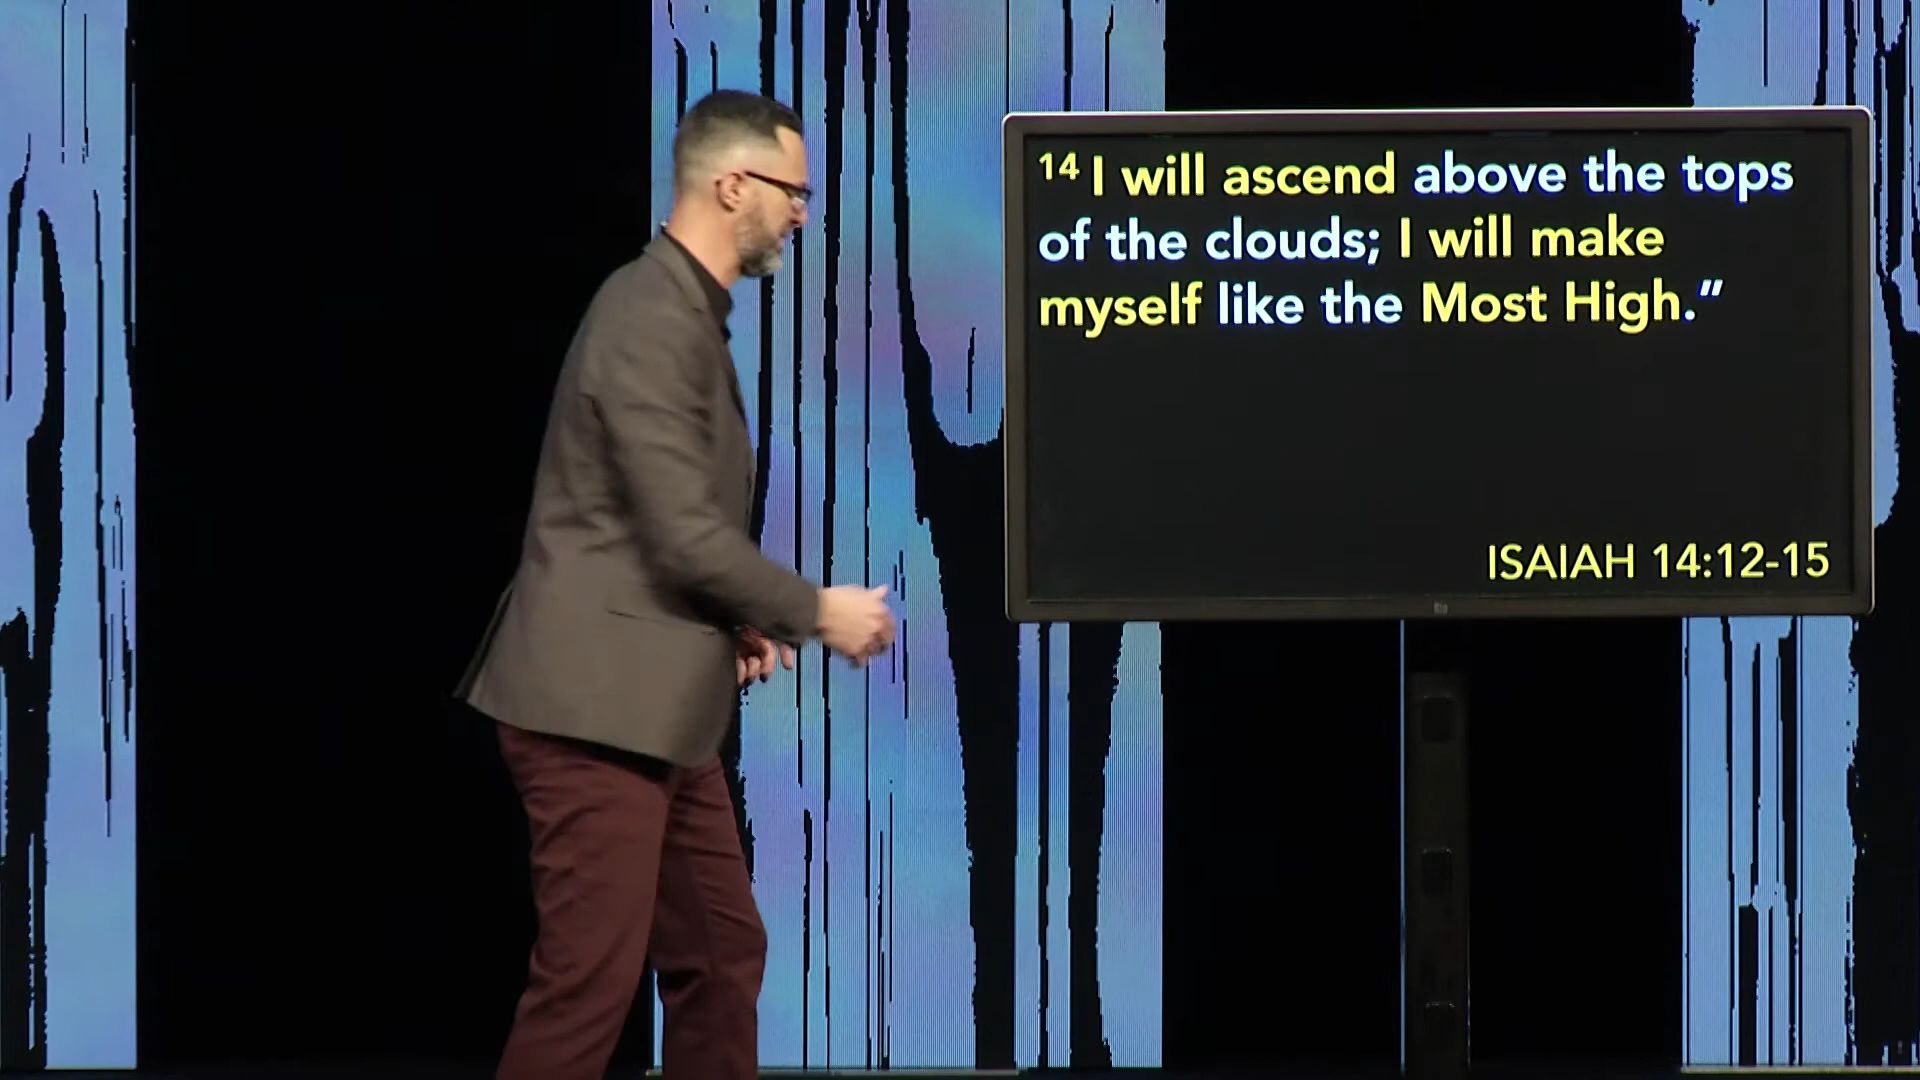 14 I will ascend above the tops
of the clouds; I will make
myself like the Most High.”
ISAIAH 14:12-15